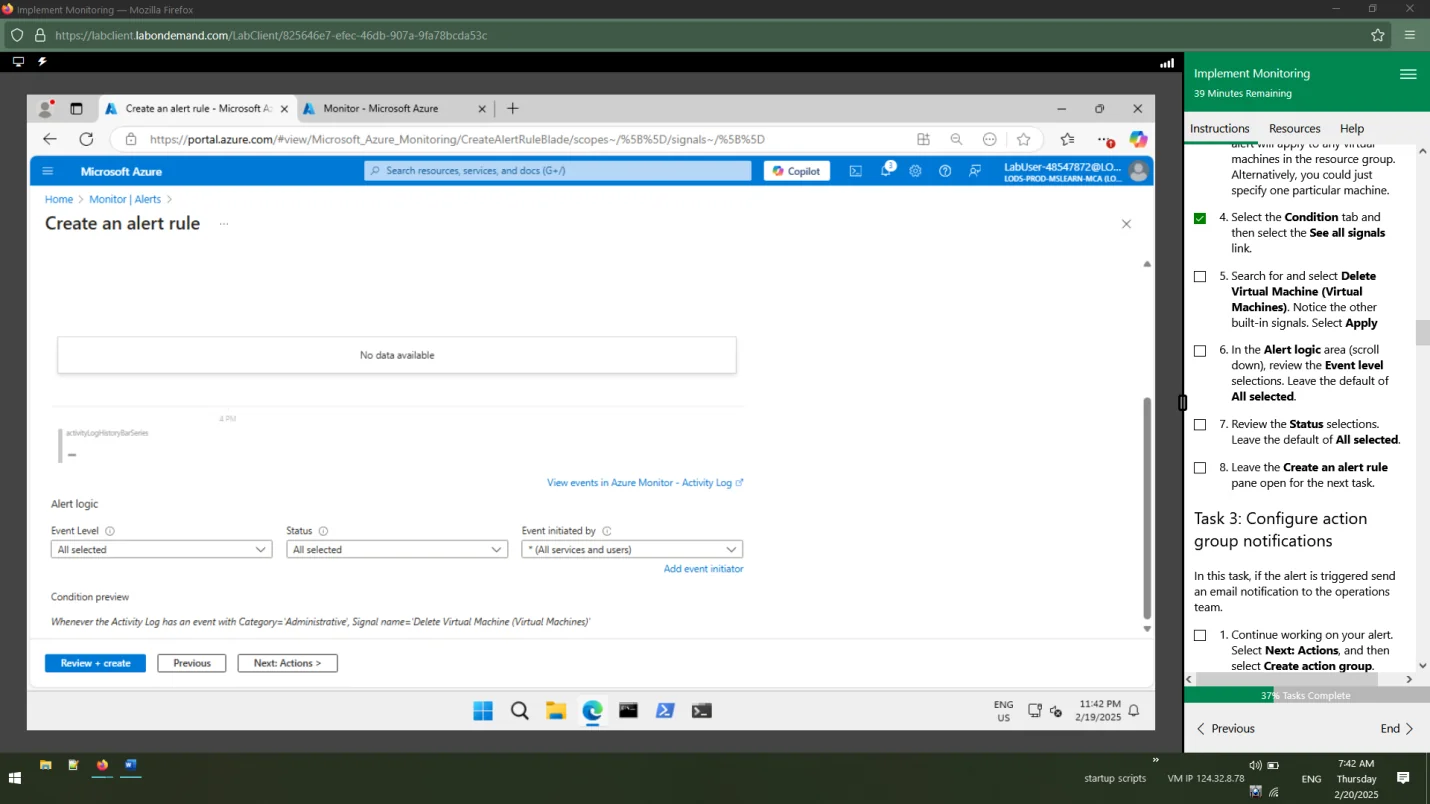 Implement Monitoring — Mozilla Firefox
https://labclient.labondemand.com/LabClient/825646e7-efec-46db-907a-9fa78bcda53c
Create an alert rule - Microsoft Az
Monitor - Microsoft Azure
https://portal.azure.com/#view/Microsoft_Azure_Monitoring/CreateAlertRuleBlade/scopes~/%5B%5D/signals~/%5B%5D
Microsoft Azure
Search resources, services, and docs (G+/)
Copilot
3
LabUser-48547872@LO...
LODS-PROD-MSLEARN-MCA (LO...
Home > Monitor | Alerts >
Create an alert rule
...
No data available
4 PM
activityLogHistoryBarSeries
--
View events in Azure Monitor - Activity Log
Alert logic
Event Level
Status
Event initiated by
All selected
All selected
* (All services and users)
Add event initiator
Condition preview
Whenever the Activity Log has an event with Category='Administrative', Signal name='Delete Virtual Machine (Virtual Machines)'
Review + create
Previous
Next: Actions >
ENG
US
11:42 PM
2/19/2025
Implement Monitoring
39 Minutes Remaining
Instructions
Resources
Help
alert will apply to any virtual
machines in the resource group.
Alternatively, you could just
specify one particular machine.
4. Select the Condition tab and
then select the See all signals
link.
5. Search for and select Delete
Virtual Machine (Virtual
Machines). Notice the other
built-in signals. Select Apply
6. In the Alert logic area (scroll
down), review the Event level
selections. Leave the default of
All selected.
7. Review the Status selections.
Leave the default of All selected.
8. Leave the Create an alert rule
pane open for the next task.
Task 3: Configure action
group notifications
In this task, if the alert is triggered send
an email notification to the operations
team.
1. Continue working on your alert.
Select Next: Actions, and then
select Create action group.
37% Tasks Complete
Previous
End
startup scripts
VM IP 124.32.8.78
ENG
7:42 AM
Thursday
2/20/2025